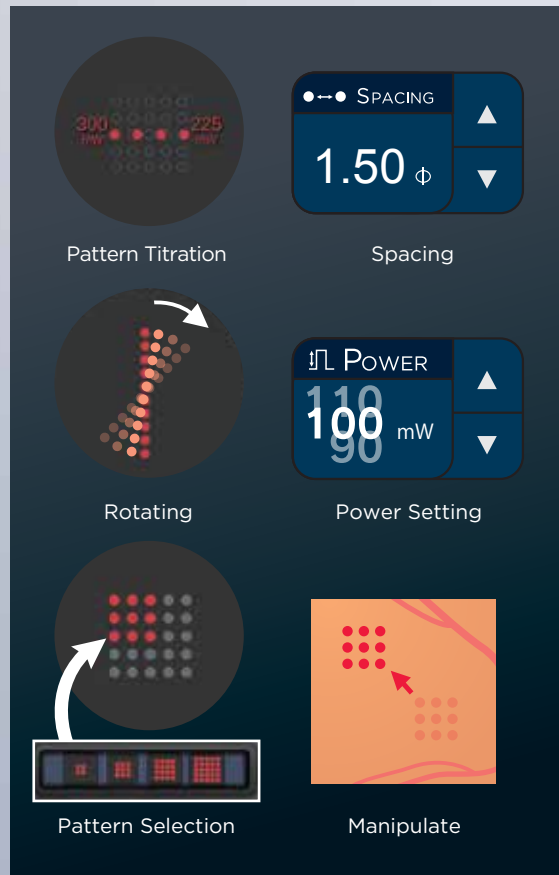 300 225
mW mW
Pattern Titration
SPACING
1.50 ф
Spacing
Rotating
POWER
110
100 mW
90
Power Setting
Pattern Selection
Manipulate